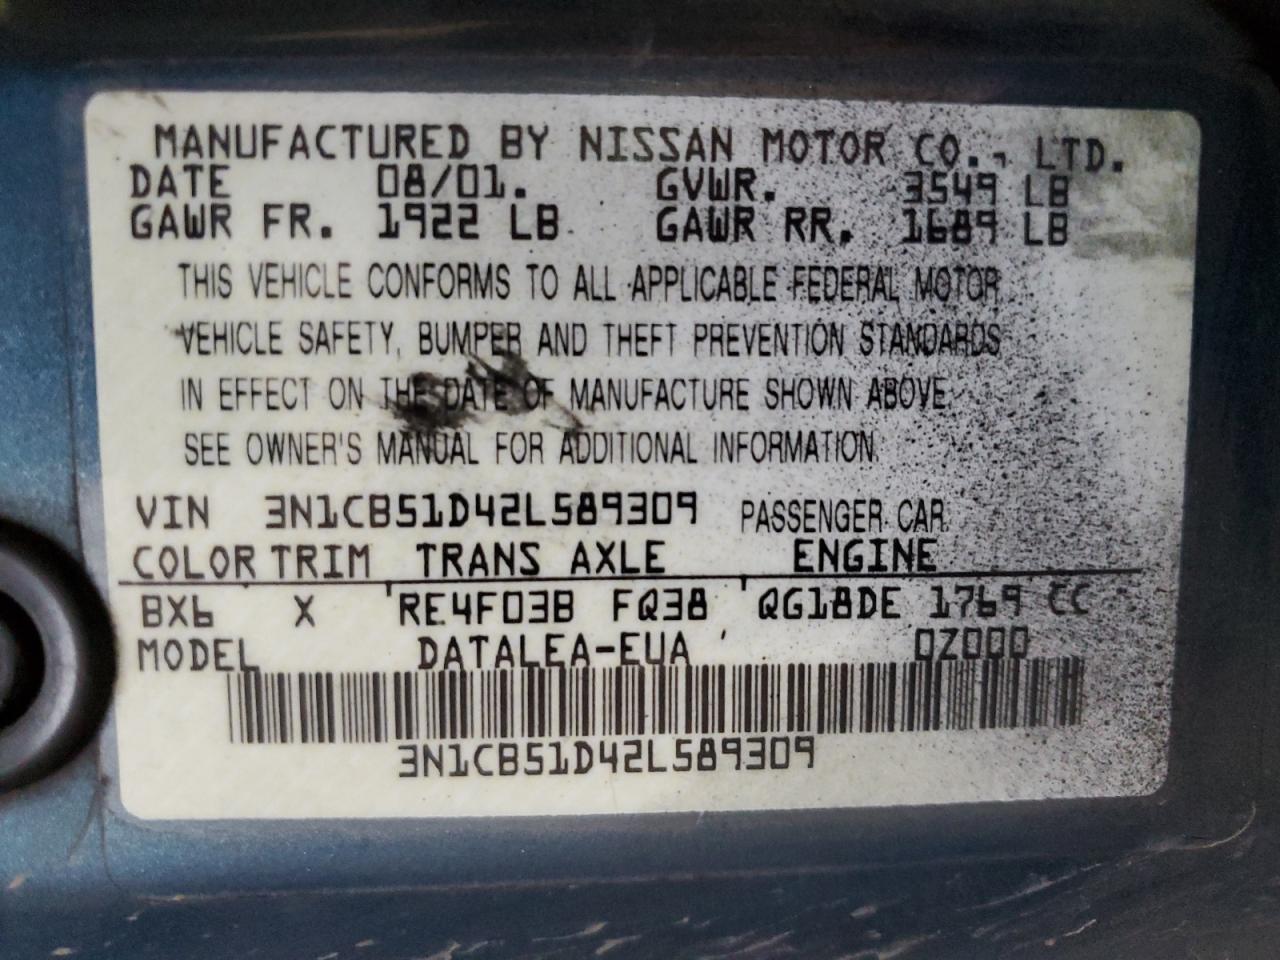 MANUFACTURED BY NISSAN MOTOR CO., LTD.
DATE 08/01. GVWR. 3549 LB
GAWR FR. 1922 LB GAWR RR. 1689 LB
THIS VEHICLE CONFORMS TO ALL APPLICABLE FEDERAL MOTOR
VEHICLE SAFETY, BUMPER AND THEFT PREVENTION STANDARDS
IN EFFECT ON THE DATE OF MANUFACTURE SHOWN ABOVE
SEE OWNER'S MANUAL FOR ADDITIONAL INFORMATION
VIN 3N1CB51D42L589309 PASSENGER CAR
COLOR TRIM TRANS AXLE ENGINE
BX6 X RE4F03B FQ38 QG18DE 1769 CC
MODEL DATALEA-EUA 0Z000
3N1CB51D42L589309